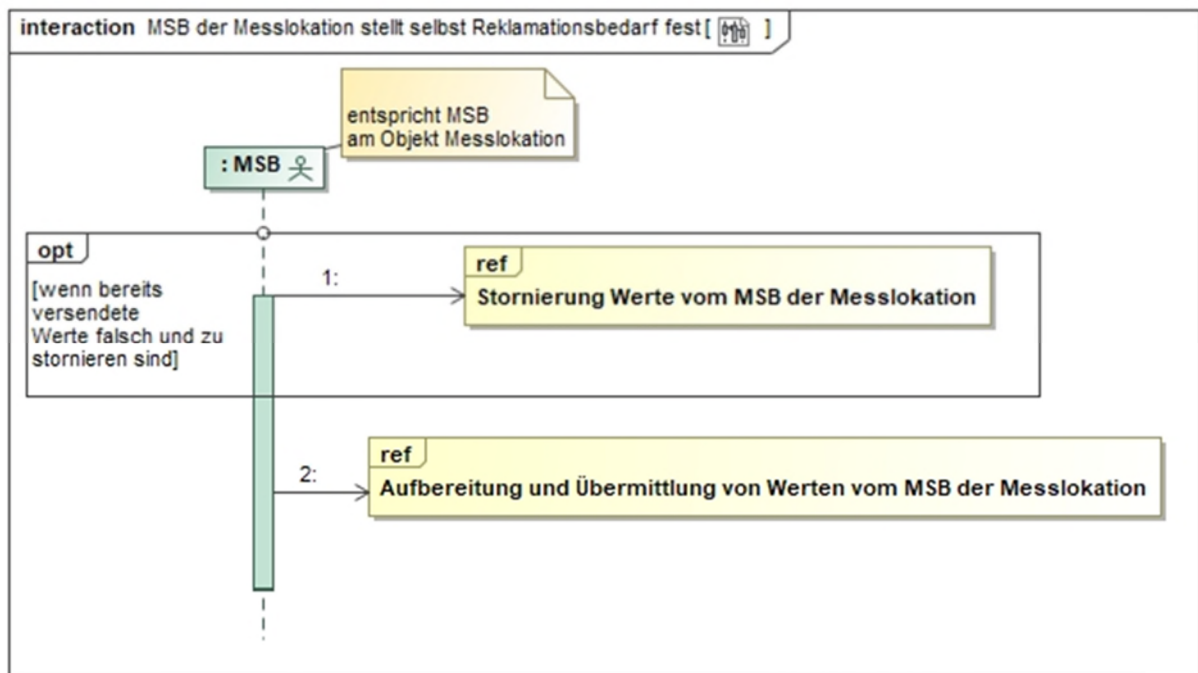 interaction MSB der Messlokation stellt selbst Reklamationsbedarf fest[ ]
entspricht MSB
am Objekt Messlokation
: MSB
opt
[wenn bereits
versendete
Werte falsch und zu
stornieren sind]
1:
ref
Stornierung Werte vom MSB der Messlokation
2:
ref
Aufbereitung und Übermittlung von Werten vom MSB der Messlokation